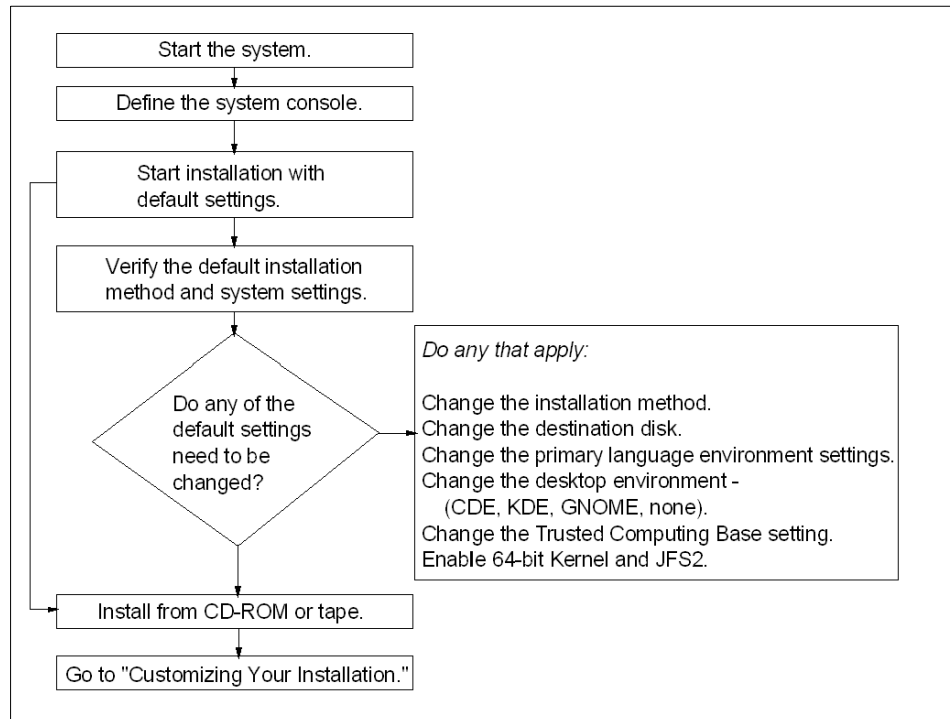 Start the system.
Define the system console.
Start installation with
default settings.
Verify the default installation
method and system settings.
Do any of the
default settings
need to be
changed?
Do any that apply:
Change the installation method.
Change the destination disk.
Change the primary language environment settings.
Change the desktop environment -
(CDE, KDE, GNOME, none).
Change the Trusted Computing Base setting.
Enable 64-bit Kernel and JFS2.
Install from CD-ROM or tape.
Go to "Customizing Your Installation."